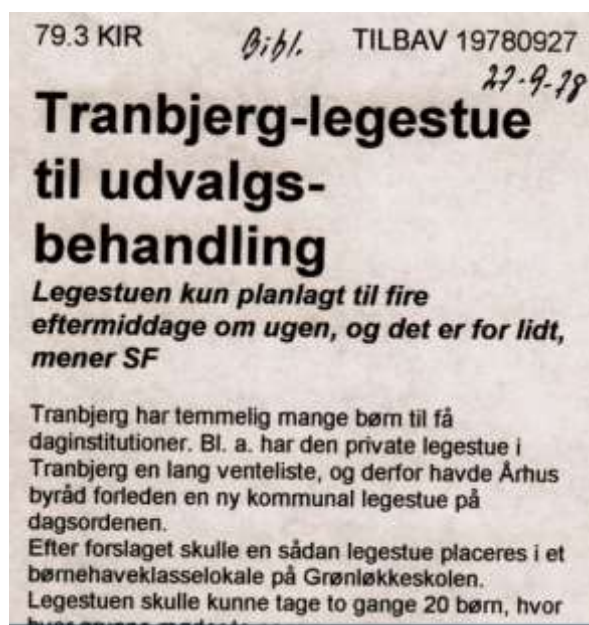 79.3 KIR Bibl. TILBAV 19780927
27-9-78
Tranbjerg-legestue
til udvalgs-
behandling
Legestuen kun planlagt til fire
eftermiddage om ugen, og det er for lidt,
mener SF
Tranbjerg har temmelig mange børn til få
daginstitutioner. Bl. a. har den private legestue i
Tranbjerg en lang venteliste, og derfor havde Århus
byråd forleden en ny kommunal legestue på
dagsordenen.
Efter forslaget skulle en sådan legestue placeres i et
børnehaveklasselokale på Grønløkkeskolen.
Legestuen skulle kunne tage to gange 20 børn, hvor